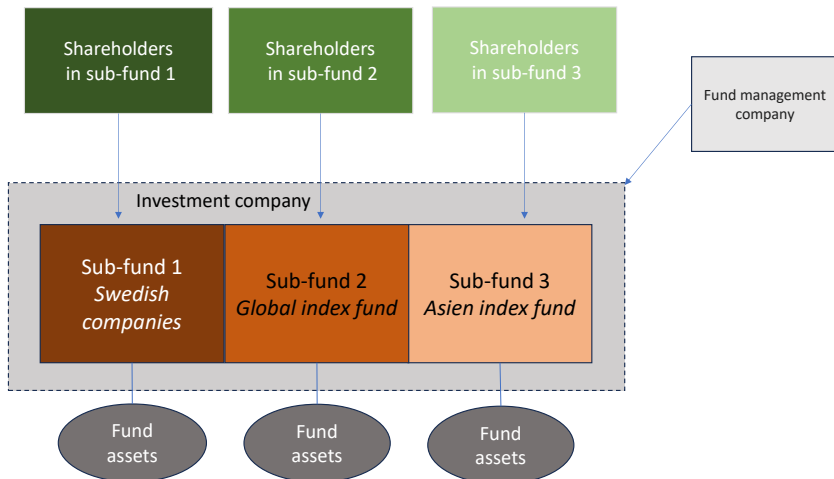 Shareholders
in sub-fund 1
Shareholders
in sub-fund 2
Shareholders
in sub-fund 3
Fund management
company
Investment company
Sub-fund 1
Swedish
companies
Sub-fund 2
Global index fund
Sub-fund 3
Asien index fund
Fund
assets
Fund
assets
Fund
assets